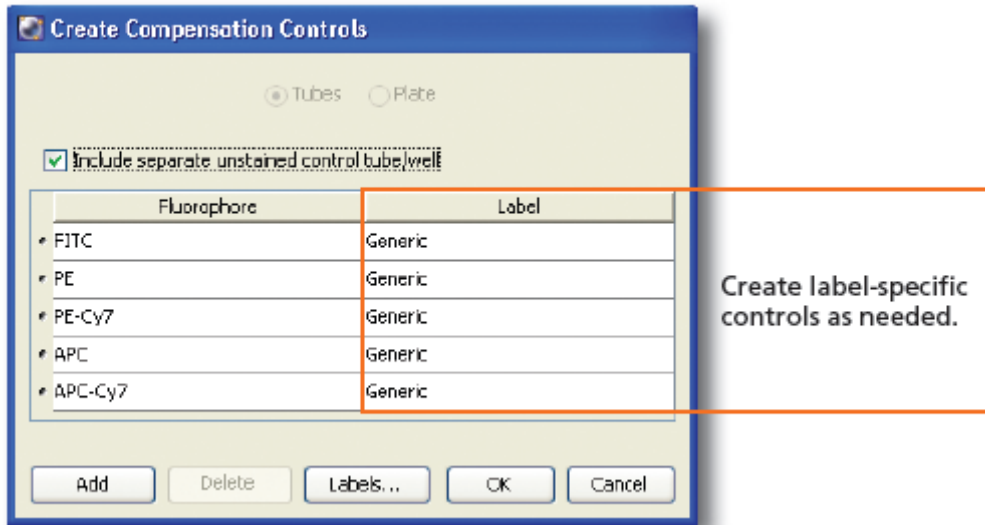 Create Compensation Controls
Tubes Plate
Include separate unstained control tube/well
Fluorophore Label
FITC Generic
PE Generic
PE-Cy7 Generic
APC Generic
APC-Cy7 Generic
Create label-specific
controls as needed.
Add Delete Labels... OK Cancel